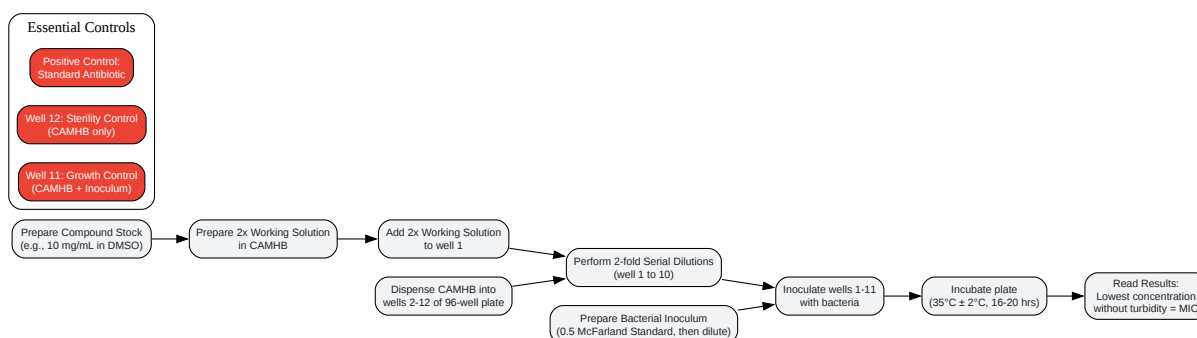 Essential Controls
Positive Control:
Standard Antibiotic
Well 12: Sterility Control
(CAMHB only)
Well 11: Growth Control
(CAMHB + Inoculum)
Prepare Compound Stock
(e.g., 10 mg/mL in DMSO)
Prepare 2x Working Solution
in CAMHB
Add 2x Working Solution
to well 1
Dispense CAMHB into
wells 2-12 of 96-well plate
Perform 2-fold Serial Dilutions
(well 1 to 10)
Prepare Bacterial Inoculum
(0.5 McFarland Standard, then dilute)
Inoculate wells 1-11
with bacteria
Incubate plate
(35°C ± 2°C, 16-20 hrs)
Read Results:
Lowest concentration
without turbidity = MIC